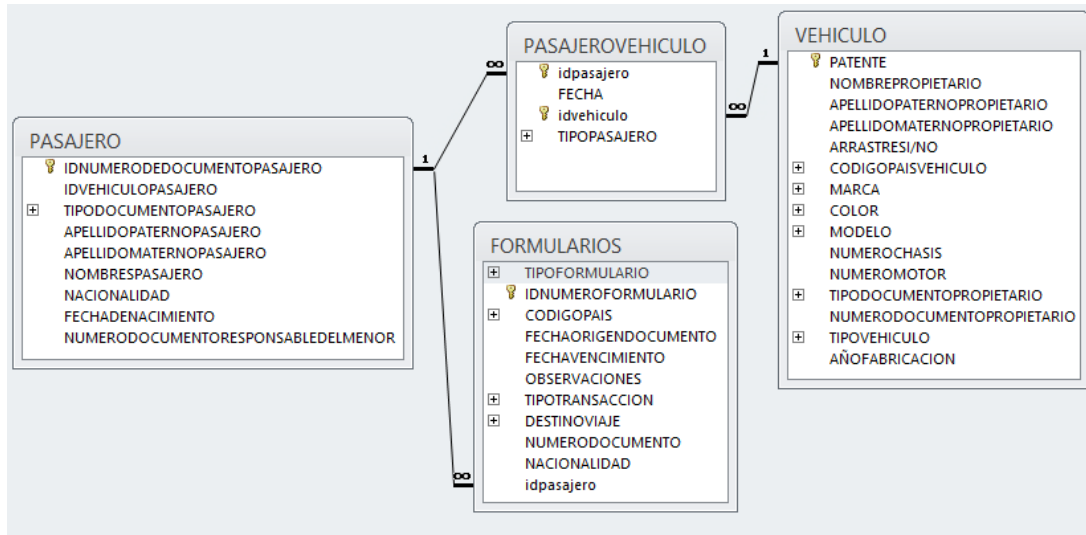 PASAJERO
IDNUMERODEDOCUMENTOPASAJERO
IDVEHICULOPASAJERO
TIPODOCUMENTOPASAJERO
APELLIDOPATERNOPASAJERO
APELLIDOMATERNOPASAJERO
NOMBRESPASAJERO
NACIONALIDAD
FECHADENACIMIENTO
NUMERODOCUMENTORESPONSABLEDELMENOR
1
∞
∞
PASAJEROVEHICULO
idpasajero
FECHA
idvehiculo
TIPOPASAJERO
∞
1
FORMULARIOS
TIPOFORMULARIO
IDNUMEROFORMULARIO
CODIGOPAIS
FECHAORIGENDOCUMENTO
FECHAVENCIMIENTO
OBSERVACIONES
TIPOTRANSACCION
DESTINOVIAJE
NUMERODOCUMENTO
NACIONALIDAD
idpasajero
VEHICULO
PATENTE
NOMBREPROPIETARIO
APELLIDOPATERNOPROPIETARIO
APELLIDOMATERNOPROPIETARIO
ARRASTRESI/NO
CODIGOPAISVEHICULO
MARCA
COLOR
MODELO
NUMEROCHASIS
NUMEROMOTOR
TIPODOCUMENTOPROPIETARIO
NUMERODOCUMENTOPROPIETARIO
TIPOVEHICULO
AÑOFABRICACION